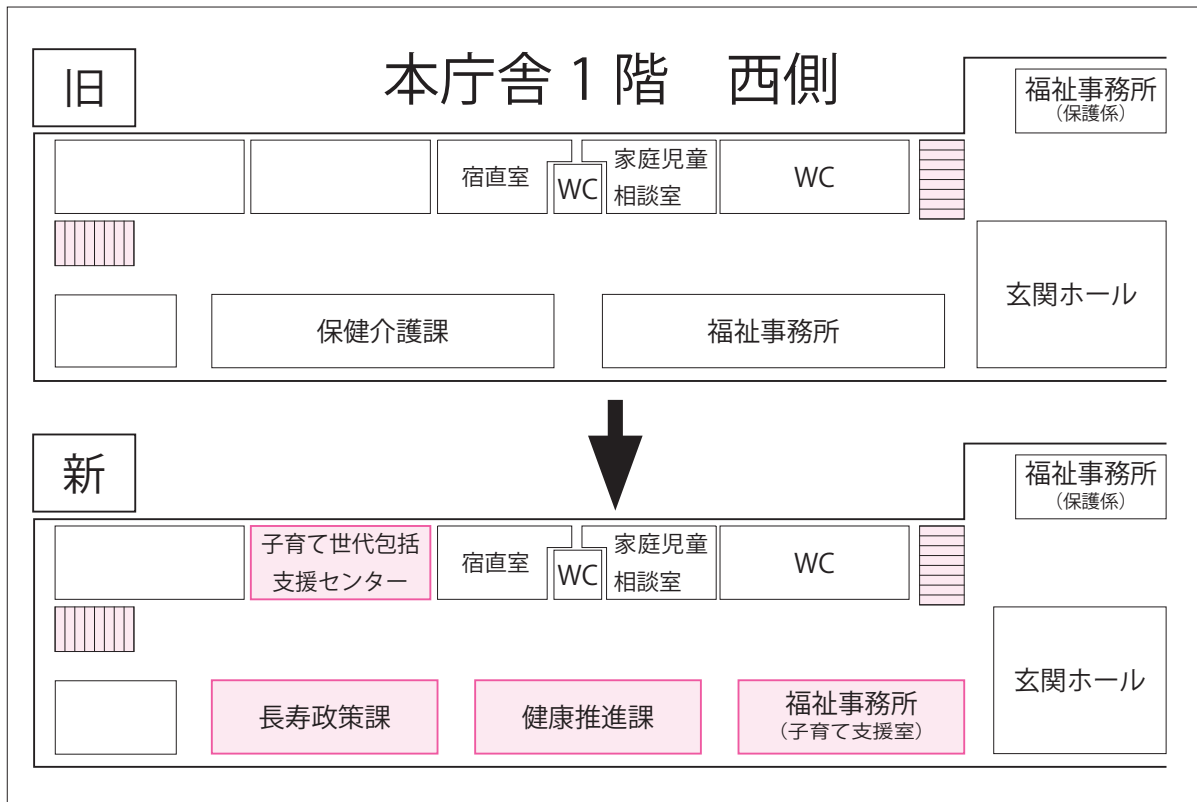 旧
本庁舎1階　西側
福祉事務所
（保護係）
宿直室
WC
家庭児童
相談室
WC
保健介護課
福祉事務所
玄関ホール
新
福祉事務所
（保護係）
子育て世代包括
支援センター
宿直室
WC
家庭児童
相談室
WC
長寿政策課
健康推進課
福祉事務所
（子育て支援室）
玄関ホール